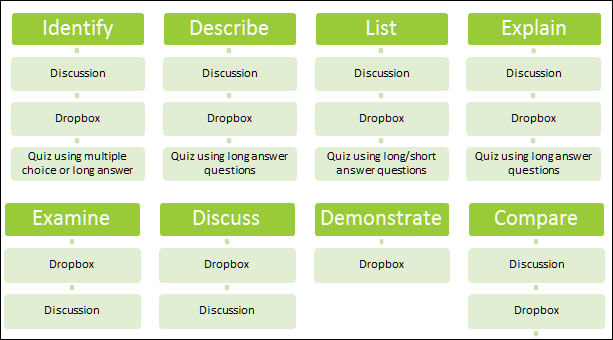 Identify
Discussion
Dropbox
Quiz using multiple
choice or long answer
Describe
Discussion
Dropbox
Quiz using long answer
questions
List
Discussion
Dropbox
Quiz using long/short
answer questions
Explain
Discussion
Dropbox
Quiz using long answer
questions
Examine
Dropbox
Discussion
Discuss
Dropbox
Discussion
Demonstrate
Dropbox
Compare
Discussion
Dropbox